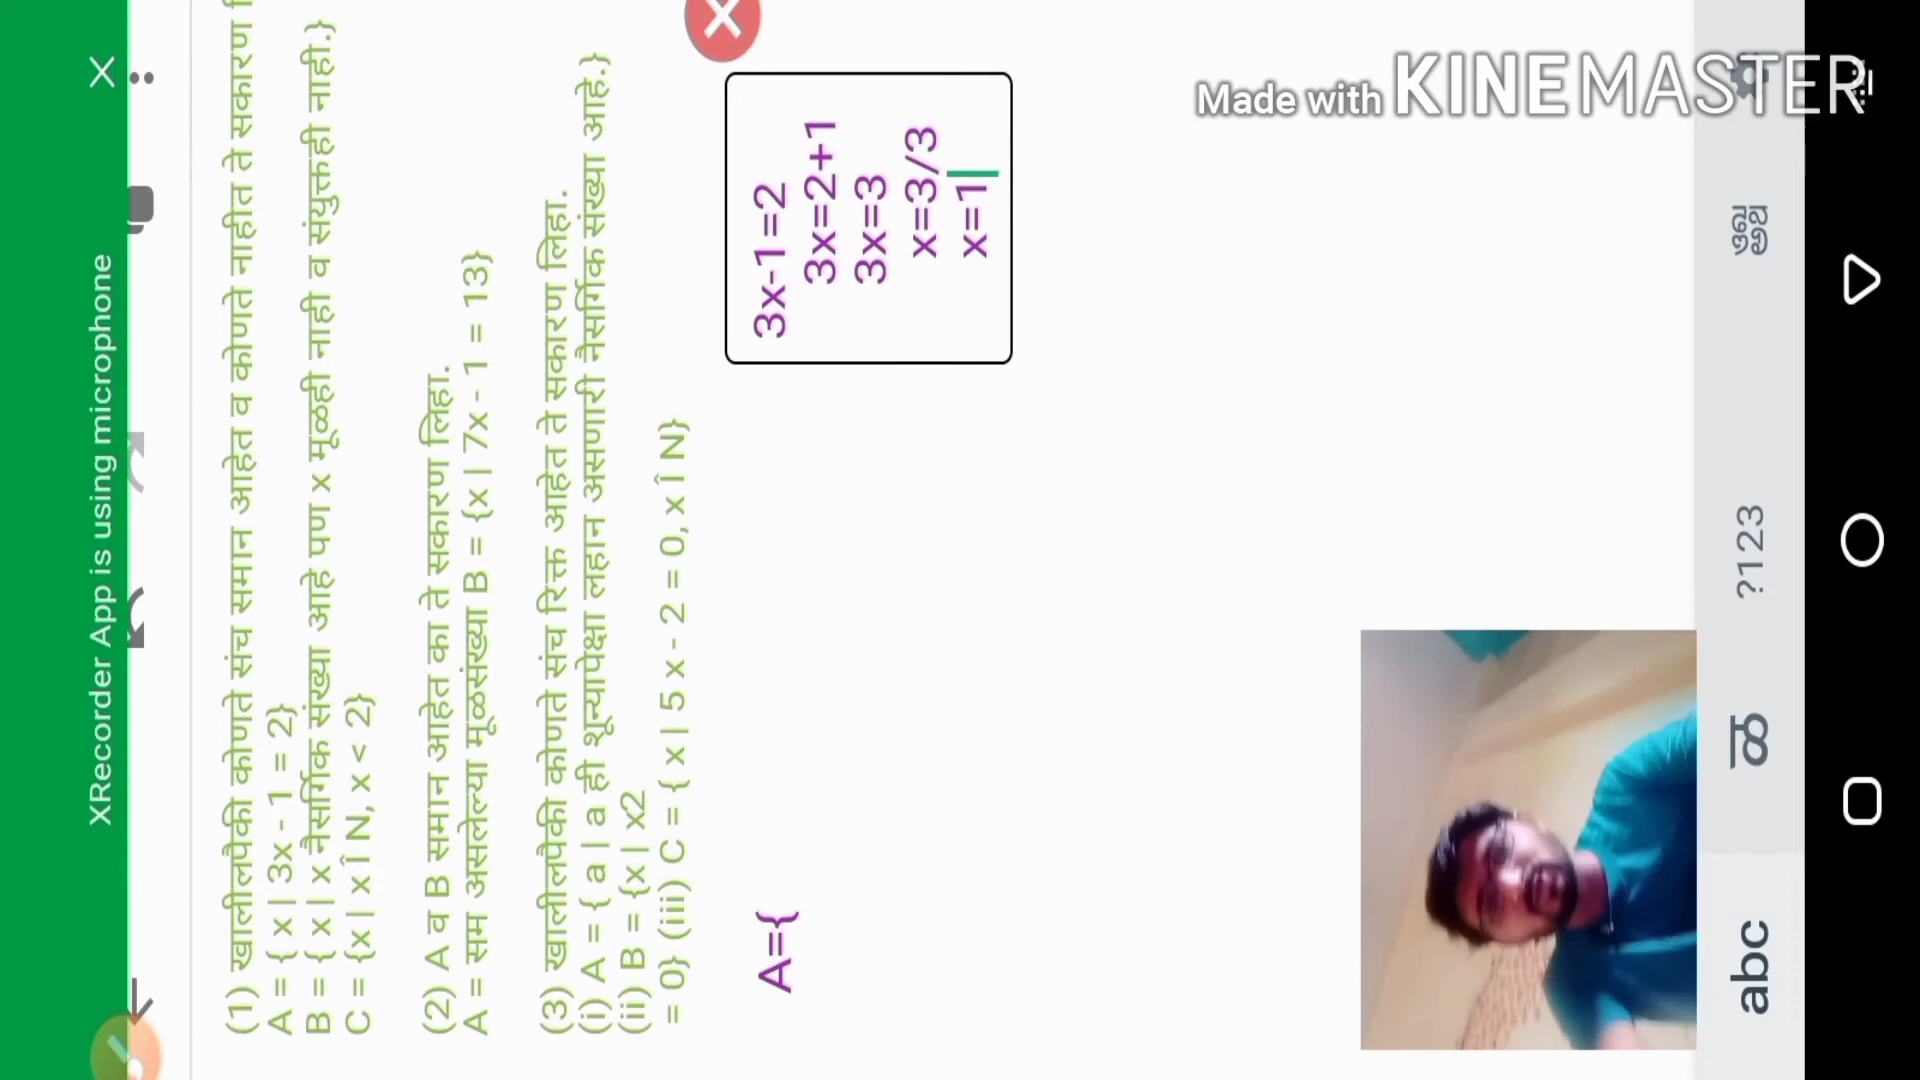 XRecorder App is using microphone
(1) खालीलपैकी कोणते संच समान आहेत व कोणते नाहीत ते सकारण
A = { x | 3x - 1 = 2}
B = { x | x नैसर्गिक संख्या आहे पण x मूळही नाही व संयुक्तही नाही.}
C = {x | x Î N, x < 2}
(2) A व B समान आहेत का ते सकारण लिहा.
A = सम असलेल्या मूळसंख्या B = {x | 7x - 1 = 13}
(3) खालीलपैकी कोणते संच रिक्त आहेत ते सकारण लिहा.
(i) A = { a | a ही शून्यापेक्षा लहान असणारी नैसर्गिक संख्या आहे.}
(ii) B = {x | x2
= 0} (iii) C = { x | 5 x - 2 = 0, x Î N}
A={
3x-1=2
3x=2+1
3x=3
x=3/3
x=1
Made with KINEMASTER
abc
ळ
?123